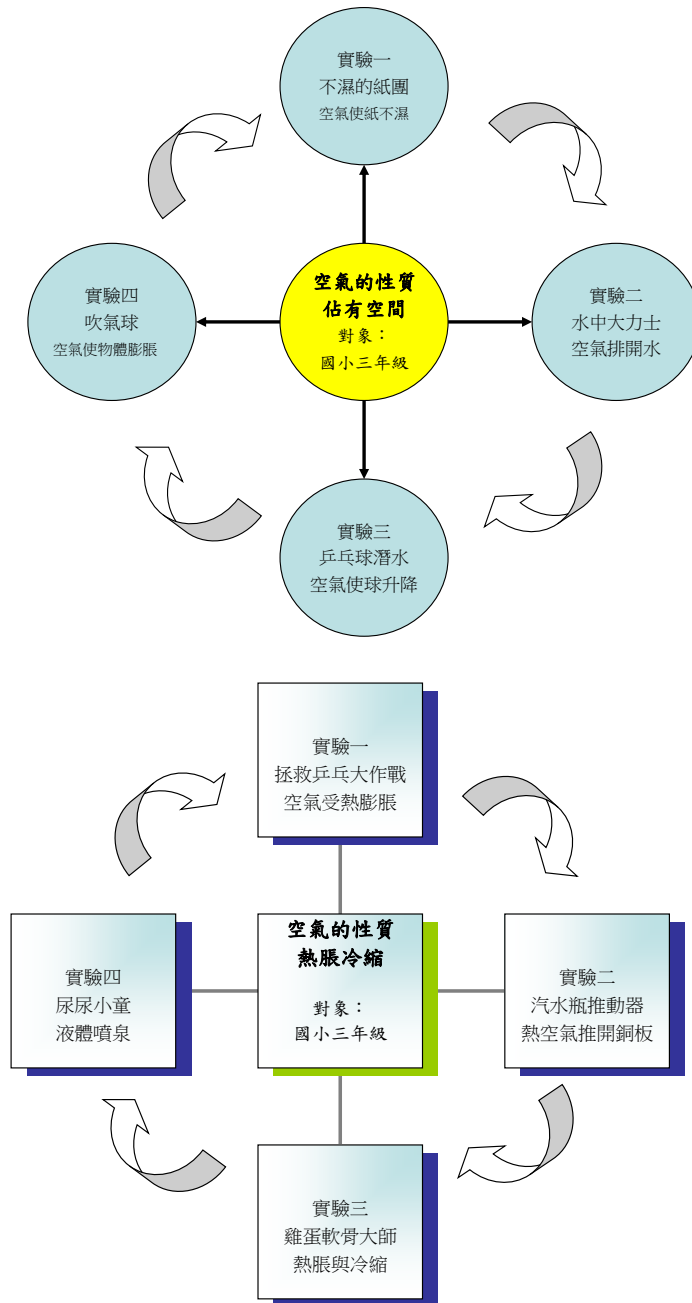 實驗一
不濕的紙團
空氣使紙不濕
實驗四
吹氣球
空氣使物體膨脹
空氣的性質
佔有空間
對象：
國小三年級
實驗二
水中大力士
空氣排開水
實驗三
乒乓球潛水
空氣使球升降
實驗一
拯救乒乓大作戰
空氣受熱膨脹
實驗四
尿尿小童
液體噴泉
空氣的性質
熱脹冷縮
對象：
國小三年級
實驗二
汽水瓶推動器
熱空氣推開銅板
實驗三
雞蛋軟骨大師
熱脹與冷縮